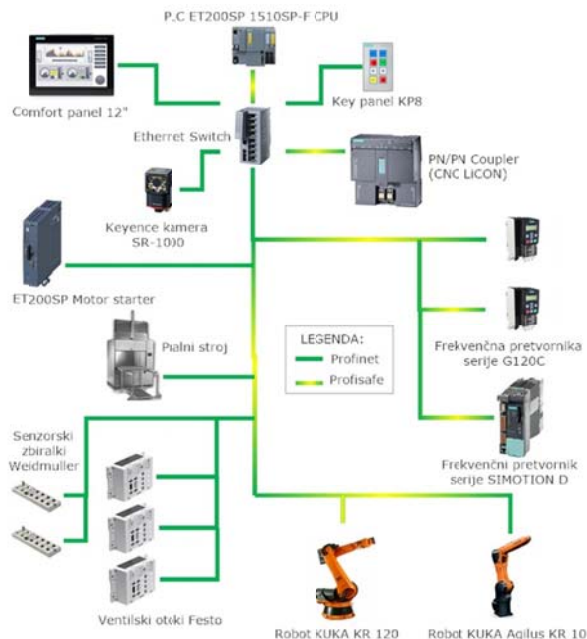 PLC ET200SP 1510SP-F CPU
Comfort panel 12"
Key panel KP8
Etherret Switch
PN/PN Coupler
(CNC LiCON)
Keyence kamera
SR-1000
ET200SP Motor starter
Pialni stroj
LEGENDA:
Profinet
Profisafe
Frekvenčna pretvornika
serije G120C
Senzorski
zbiralki
Weidmuller
Frekvenčni pretvornik
serije SIMOTION D
Ventilski otoki Festo
Robot KUKA KR 120
Robot KUKA Agilus KR 10